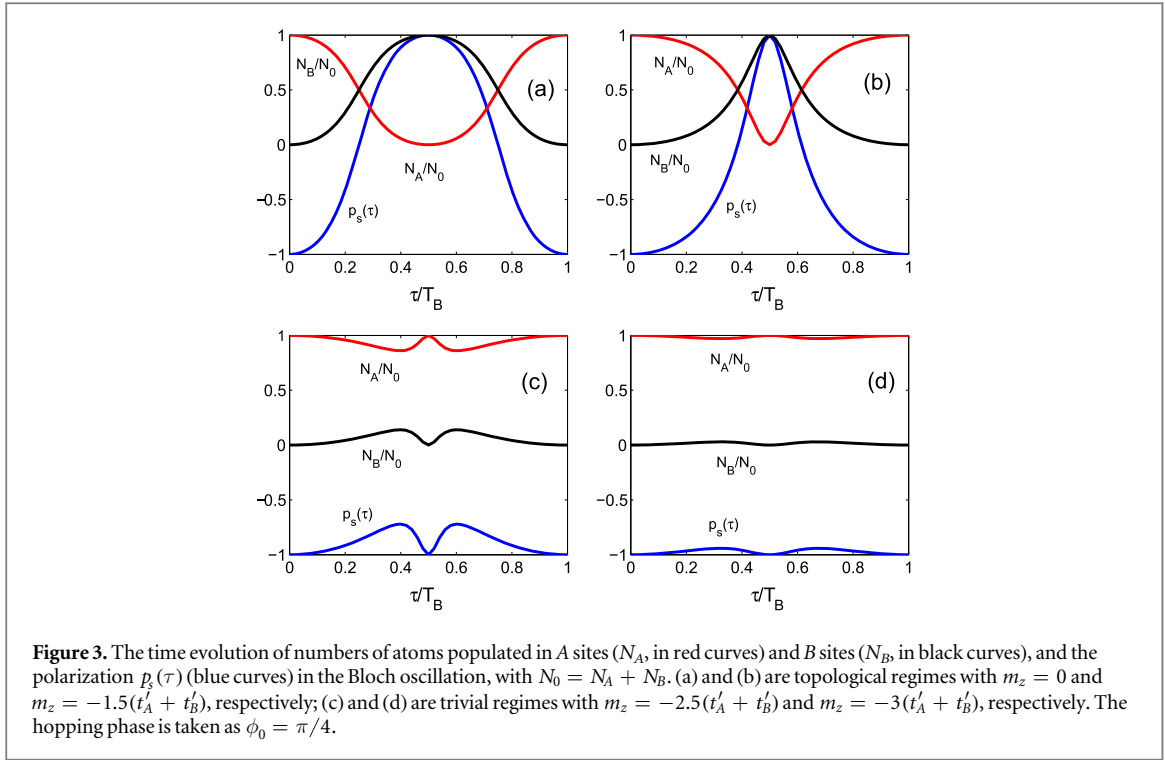 1
0.5
0
−0.5
−1
N_B/N_0
(a)
N_A/N_0
p_s(τ)
0 0.2 0.4 0.6 0.8 1
τ/T_B
1
0.5
0
−0.5
−1
N_A/N_0
(b)
N_B/N_0
p_s(τ)
0 0.2 0.4 0.6 0.8 1
τ/T_B
1
0.5
0
−0.5
−1
N_A/N_0
(c)
N_B/N_0
p_s(τ)
0 0.2 0.4 0.6 0.8 1
τ/T_B
1
0.5
0
−0.5
−1
N_A/N_0
(d)
N_B/N_0
p_s(τ)
0 0.2 0.4 0.6 0.8 1
τ/T_B
Figure 3. The time evolution of numbers of atoms populated in A sites (N_A, in red curves) and B sites (N_B, in black curves), and the
polarization p_s(τ) (blue curves) in the Bloch oscillation, with N_0 = N_A + N_B. (a) and (b) are topological regimes with m_z = 0 and
m_z = −1.5(t′_A + t′_B), respectively; (c) and (d) are trivial regimes with m_z = −2.5(t′_A + t′_B) and m_z = −3(t′_A + t′_B), respectively. The
hopping phase is taken as ϕ_0 = π/4.